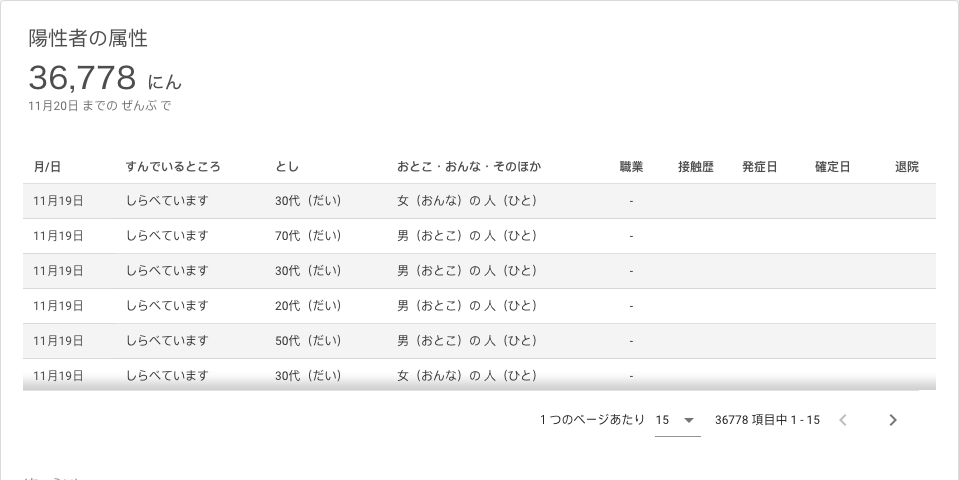 陽性者の属性
36,778 にん
11月20日 までの ぜんぶ で
月/日 すんでいるところ とし おとこ・おんな・そのほか 職業 接触歴 発症日 確定日 退院
11月19日 しらべています 30代（だい） 女（おんな）の 人（ひと） -
11月19日 しらべています 70代（だい） 男（おとこ）の 人（ひと） -
11月19日 しらべています 30代（だい） 男（おとこ）の 人（ひと） -
11月19日 しらべています 20代（だい） 男（おとこ）の 人（ひと） -
11月19日 しらべています 50代（だい） 男（おとこ）の 人（ひと） -
11月19日 しらべています 30代（だい） 女（おんな）の 人（ひと） -
1 つのページあたり 15 36778 項目中 1 - 15